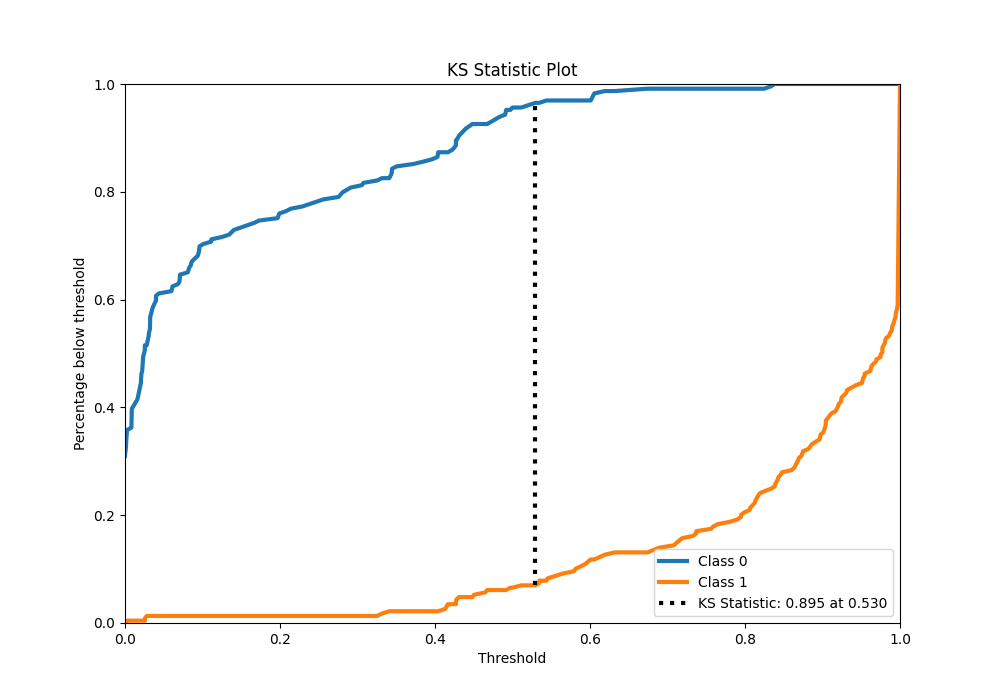 KS Statistic Plot
1.0
0.8
0.6
0.4
0.2
0.0
Percentage below threshold
0.0 0.2 0.4 0.6 0.8 1.0
Threshold
Class 0
Class 1
KS Statistic: 0.895 at 0.530